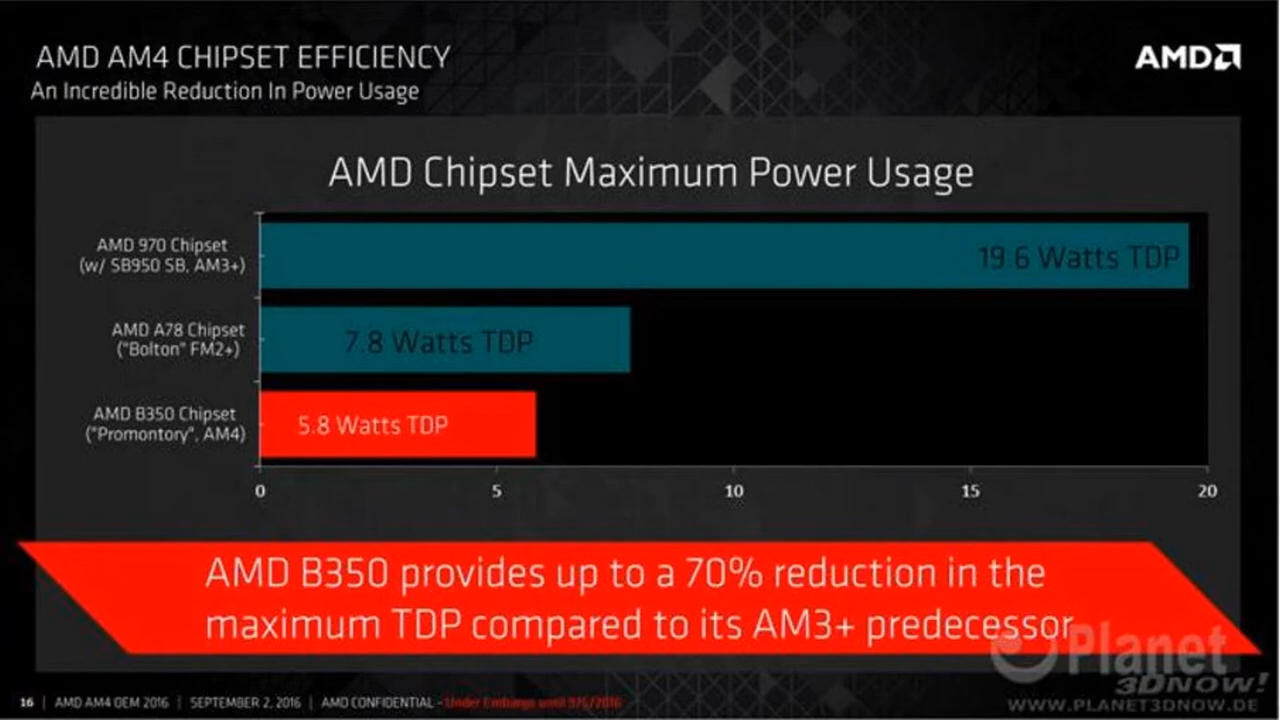 AMD AM4 CHIPSET EFFICIENCY
An Incredible Reduction In Power Usage
AMD
AMD Chipset Maximum Power Usage
AMD 970 Chipset
(w/ SB950 SB, AM3+)
19.6 Watts TDP
AMD A78 Chipset
("Bolton" FM2+)
7.8 Watts TDP
AMD B350 Chipset
("Promontory", AM4)
5.8 Watts TDP
0 5 10 15 20
AMD B350 provides up to a 70% reduction in the
maximum TDP compared to its AM3+ predecessor
Planet
3DNOW!
16 | AMD AM4 OEM 2016 | SEPTEMBER 2, 2016 | AMD CONFIDENTIAL - Under Embargo until 9/5/2016
WWW.PLANET3DNOW.DE